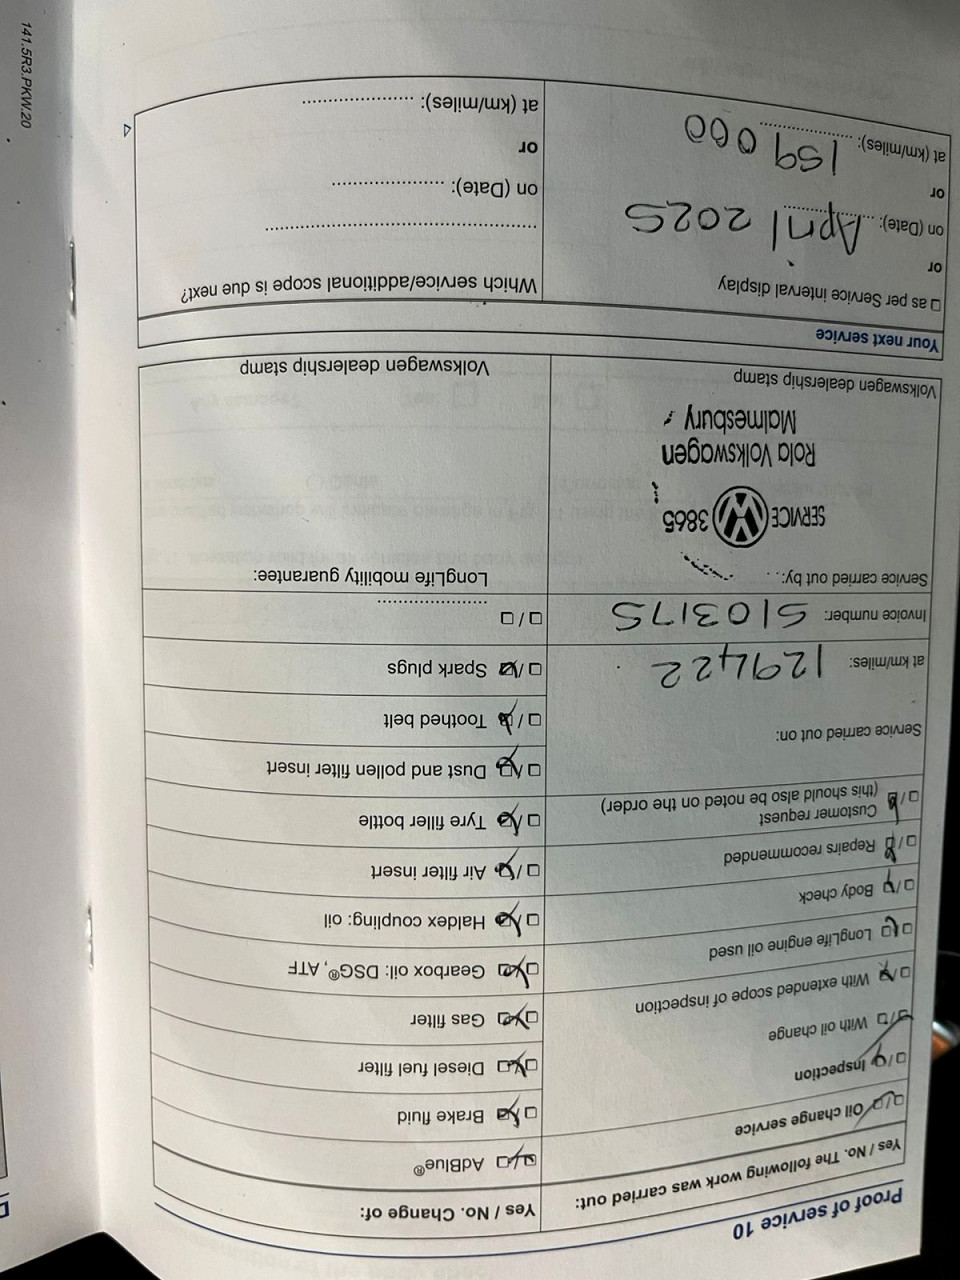 Proof of service 10
Yes / No. The following work was carried out:
Oil change service
Inspection
With oil change
With extended scope of inspection
LongLife engine oil used
Body check
Repairs recommended
Customer request
(this should also be noted on the order)
Service carried out on:
at km/miles: 129422
Invoice number: S103175
Service carried out by:
SERVICE 3865
Rola Volkswagen
Malmesbury
Volkswagen dealership stamp
Yes / No. Change of:
AdBlue®
Brake fluid
Diesel fuel filter
Gas filter
Gearbox oil: DSG®, ATF
Haldex coupling: oil
Air filter insert
Tyre filler bottle
Dust and pollen filter insert
Toothed belt
Spark plugs
LongLife mobility guarantee:
Volkswagen dealership stamp
Your next service
as per Service interval display
or
on (Date): April 2025
or
at (km/miles): 159 000
Which service/additional scope is due next?
on (Date):
or
at (km/miles):
141.5R3.PKW.20